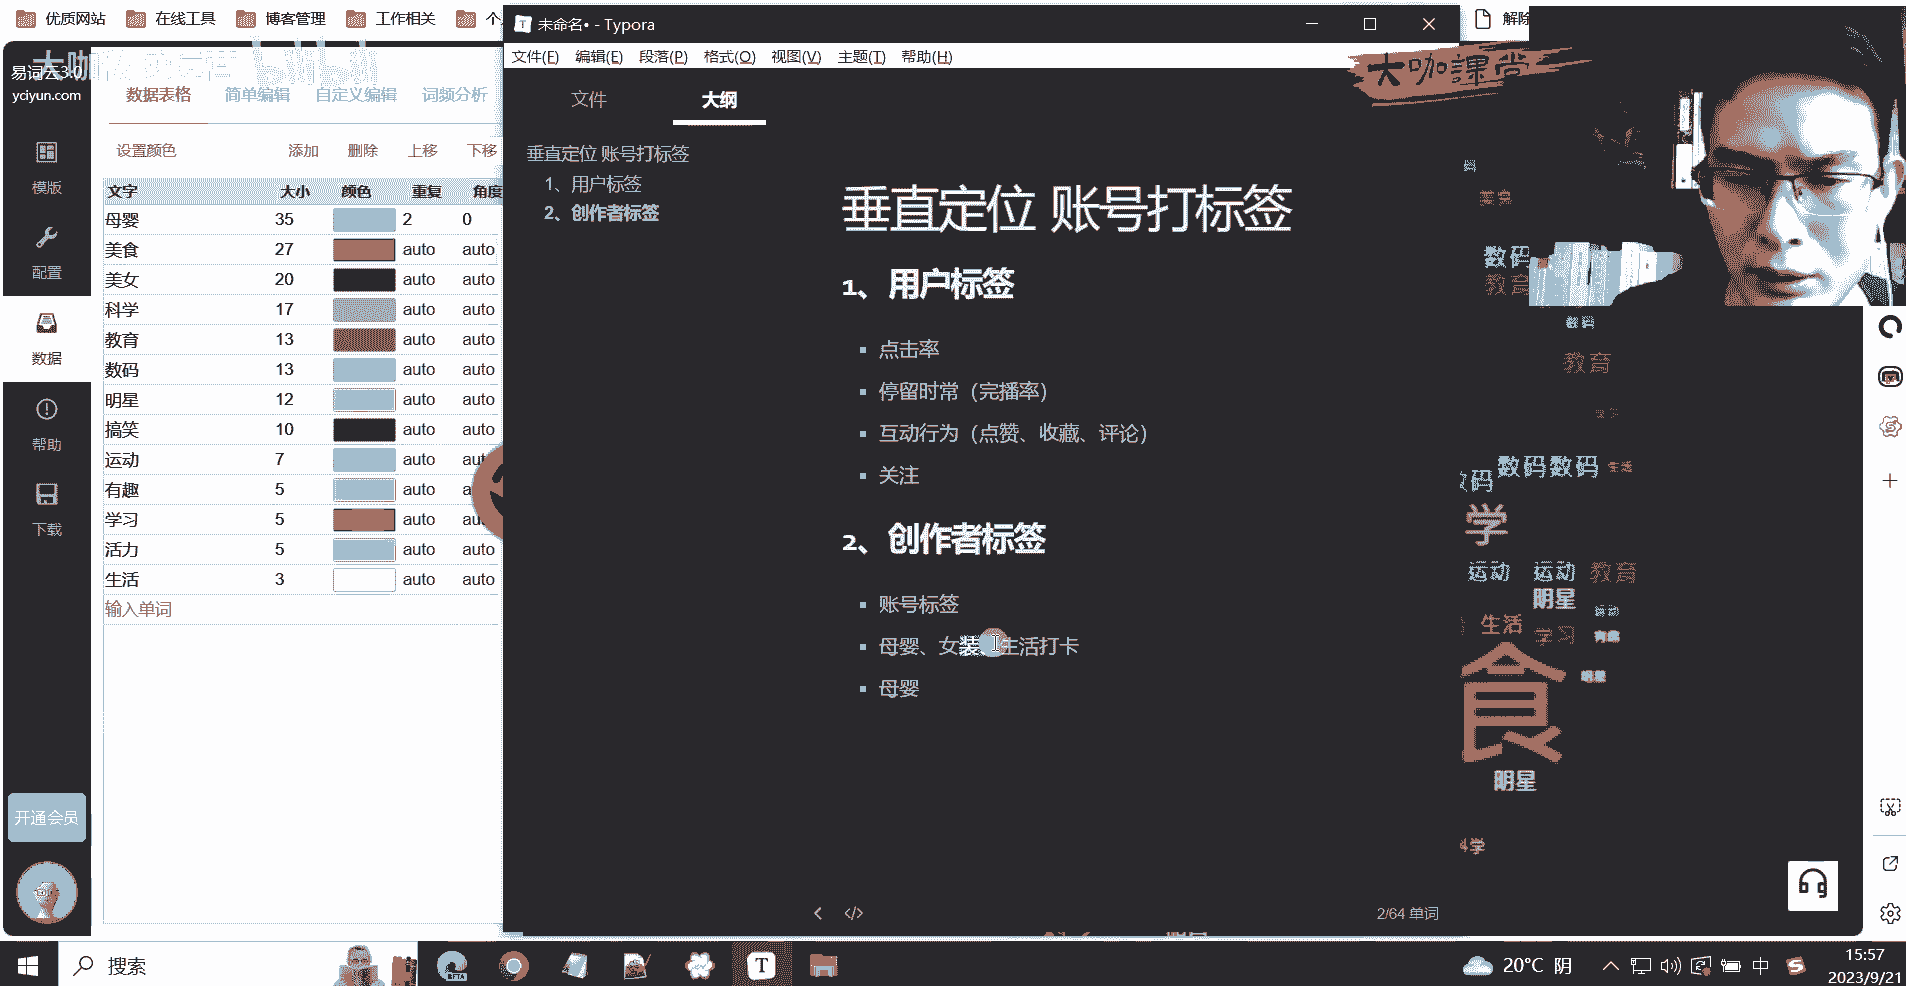 优质网站 在线工具 博客管理 工作相关
未命名• - Typora
文件(F) 编辑(E) 段落(P) 格式(O) 视图(V) 主题(T) 帮助(H)
大咖課堂
易词云3.0
yciyun.com
数据表格 简单编辑 自定义编辑 词频分析
设置颜色 添加 删除 上移 下移
模版
配置
数据
帮助
下载
开通会员
文字 大小 颜色 重复 角度
母婴 35 2 0
美食 27 auto auto
美女 20 auto auto
科学 17 auto auto
教育 13 auto auto
数码 13 auto auto
明星 12 auto auto
搞笑 10 auto auto
运动 7 auto
有趣 5 auto
学习 5 auto
活力 5 auto auto
生活 3 auto auto
输入单词
文件 大纲
垂直定位 账号打标签
1、用户标签
2、创作者标签
垂直定位 账号打标签
1、用户标签
点击率
停留时常（完播率）
互动行为（点赞、收藏、评论）
关注
2、创作者标签
账号标签
母婴、女装、生活打卡
母婴
2/64 单词
解除
数码
教育
数码
教育
数码 数码
学
运动 运动 教育
明星
生活 学习
食
明星
搜索
BETA
20°C 阴
中
15:57
2023/9/21